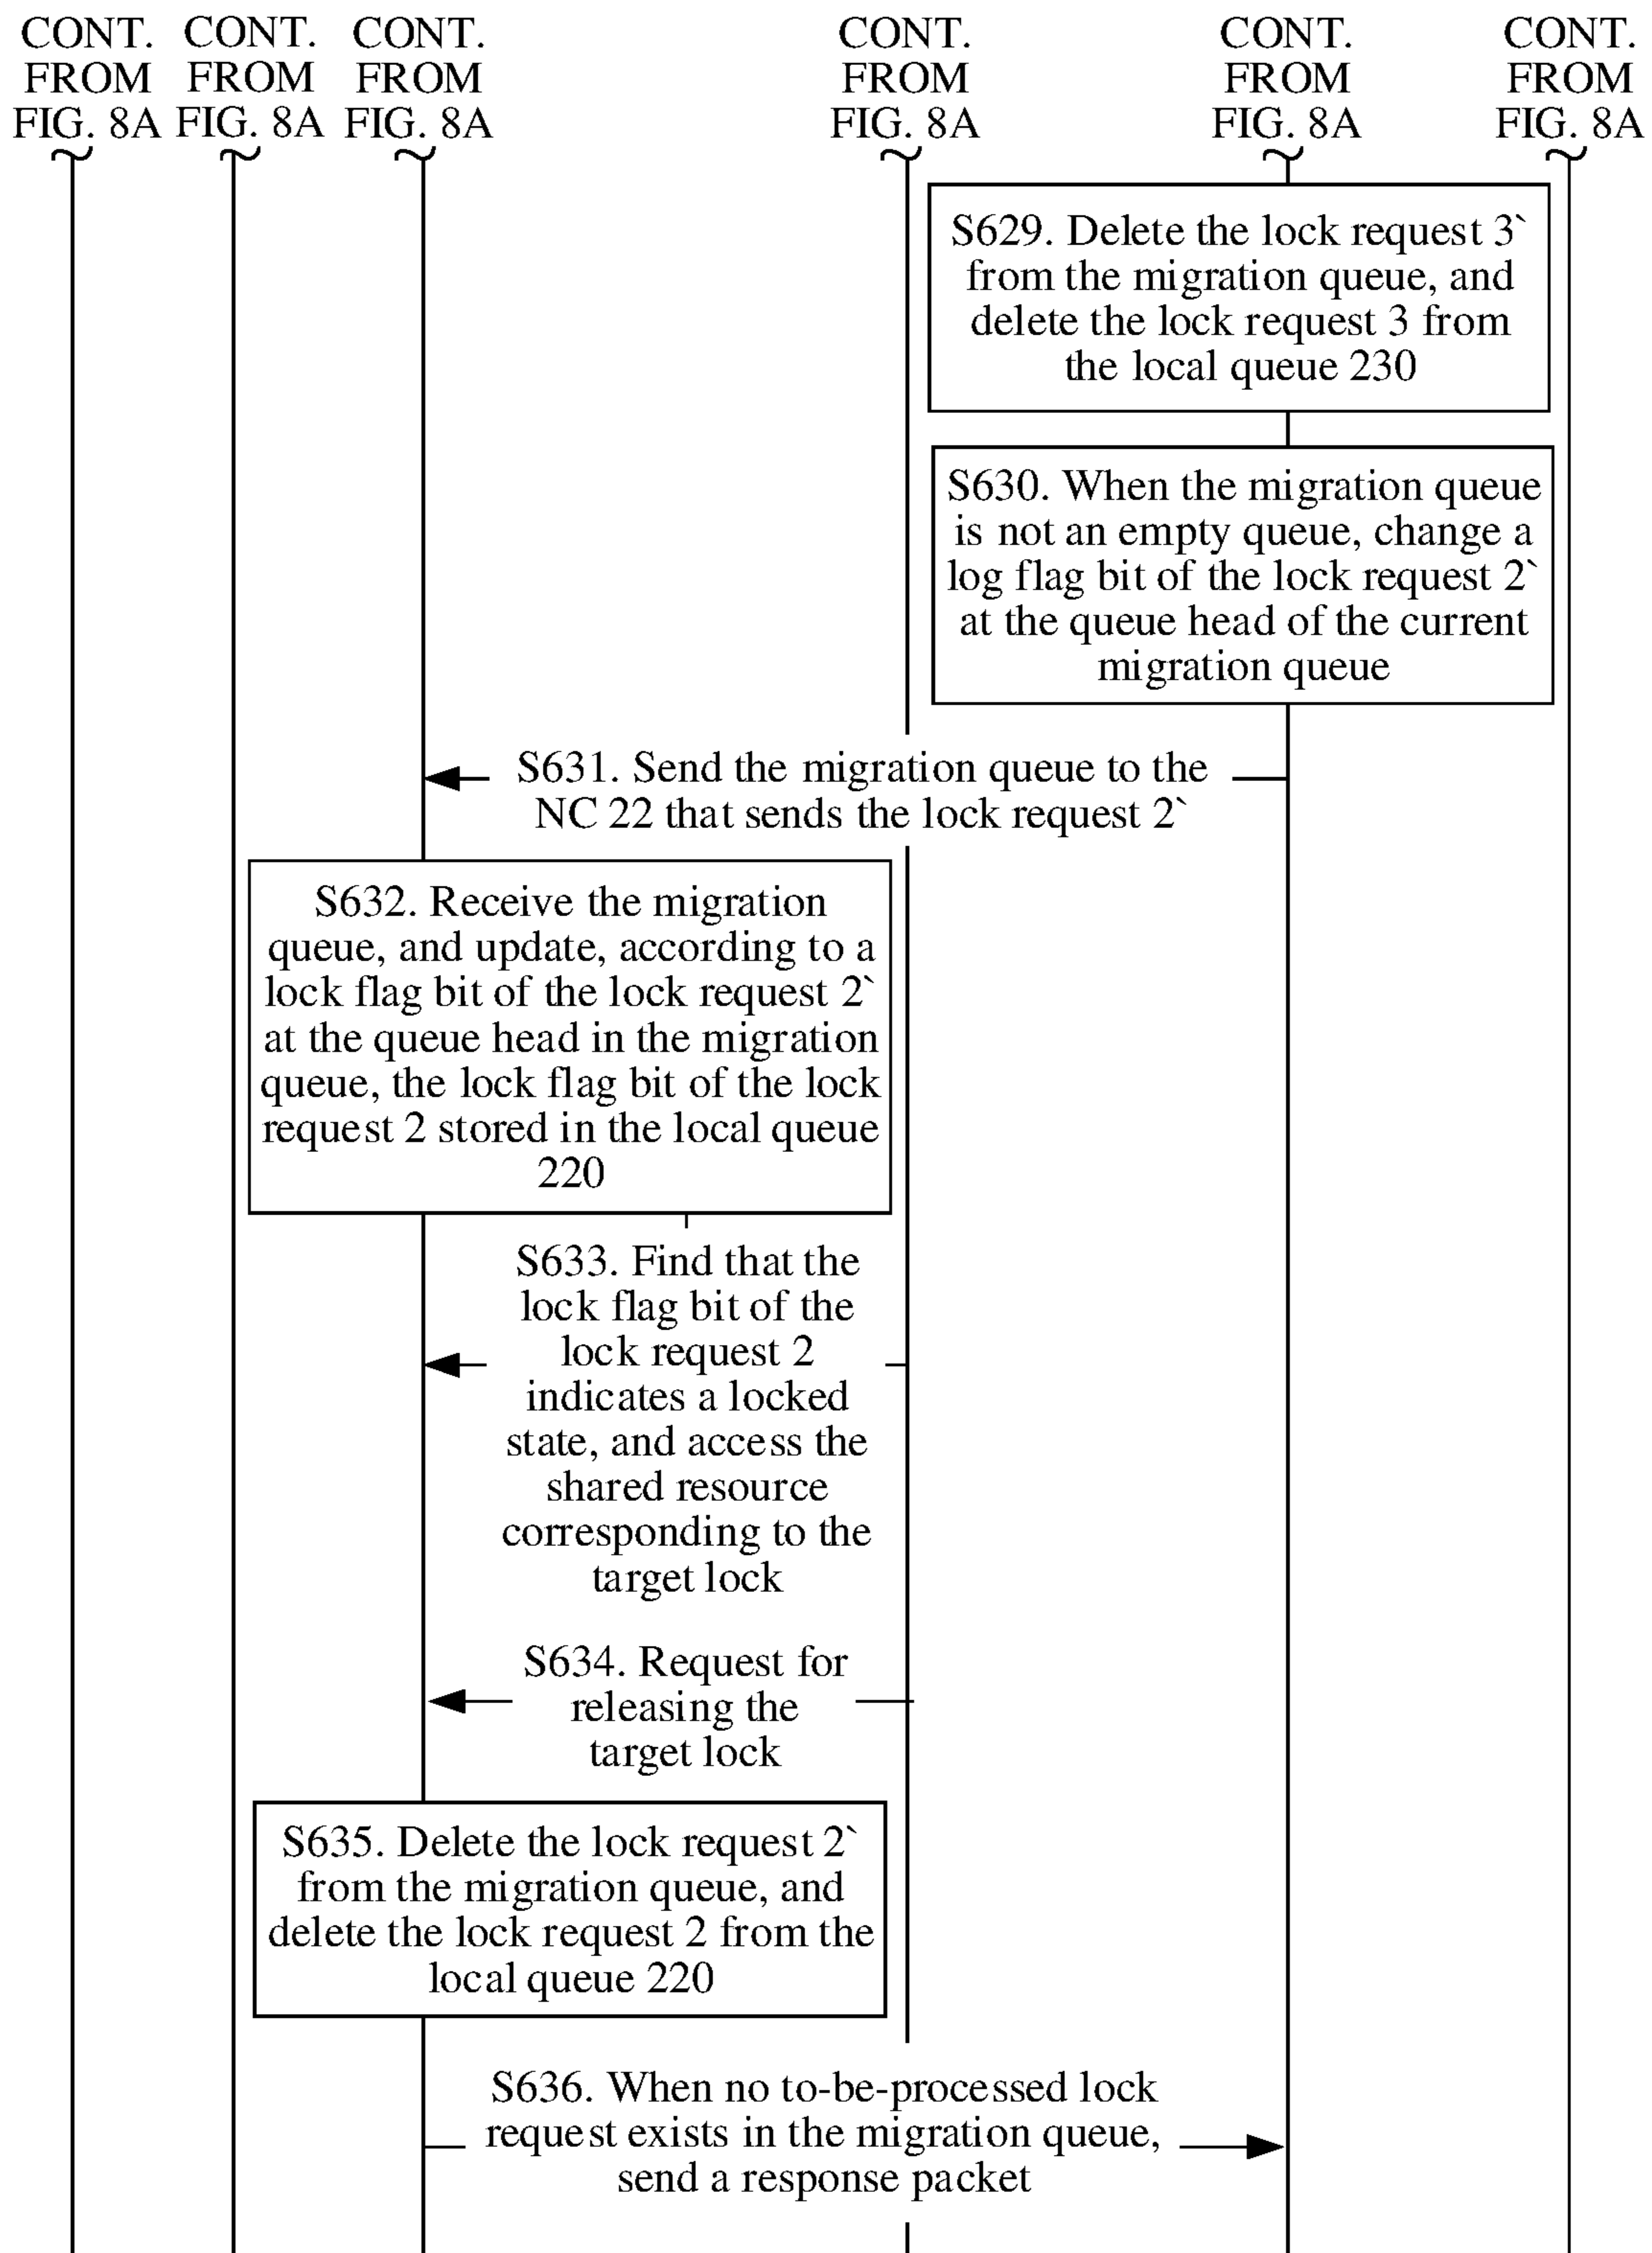 CONT. CONT. CONT. CONT. CONT. CONT.
FROM FROM FROM FROM FROM FROM
FIG. 8A FIG. 8A FIG. 8A FIG. 8A FIG. 8A FIG. 8A
S629. Delete the lock request 3`
from the migration queue, and
delete the lock request 3 from
the local queue 230
S630. When the migration queue
is not an empty queue, change a
log flag bit of the lock request 2`
at the queue head of the current
migration queue
S631. Send the migration queue to the
NC 22 that sends the lock request 2`
S632. Receive the migration
queue, and update, according to a
lock flag bit of the lock request 2`
at the queue head in the migration
queue, the lock flag bit of the lock
request 2 stored in the local queue
220
S633. Find that the
lock flag bit of the
lock request 2
indicates a locked
state, and access the
shared resource
corresponding to the
target lock
S634. Request for
releasing the
target lock
S635. Delete the lock request 2`
from the migration queue, and
delete the lock request 2 from the
local queue 220
S636. When no to-be-processed lock
request exists in the migration queue,
send a response packet